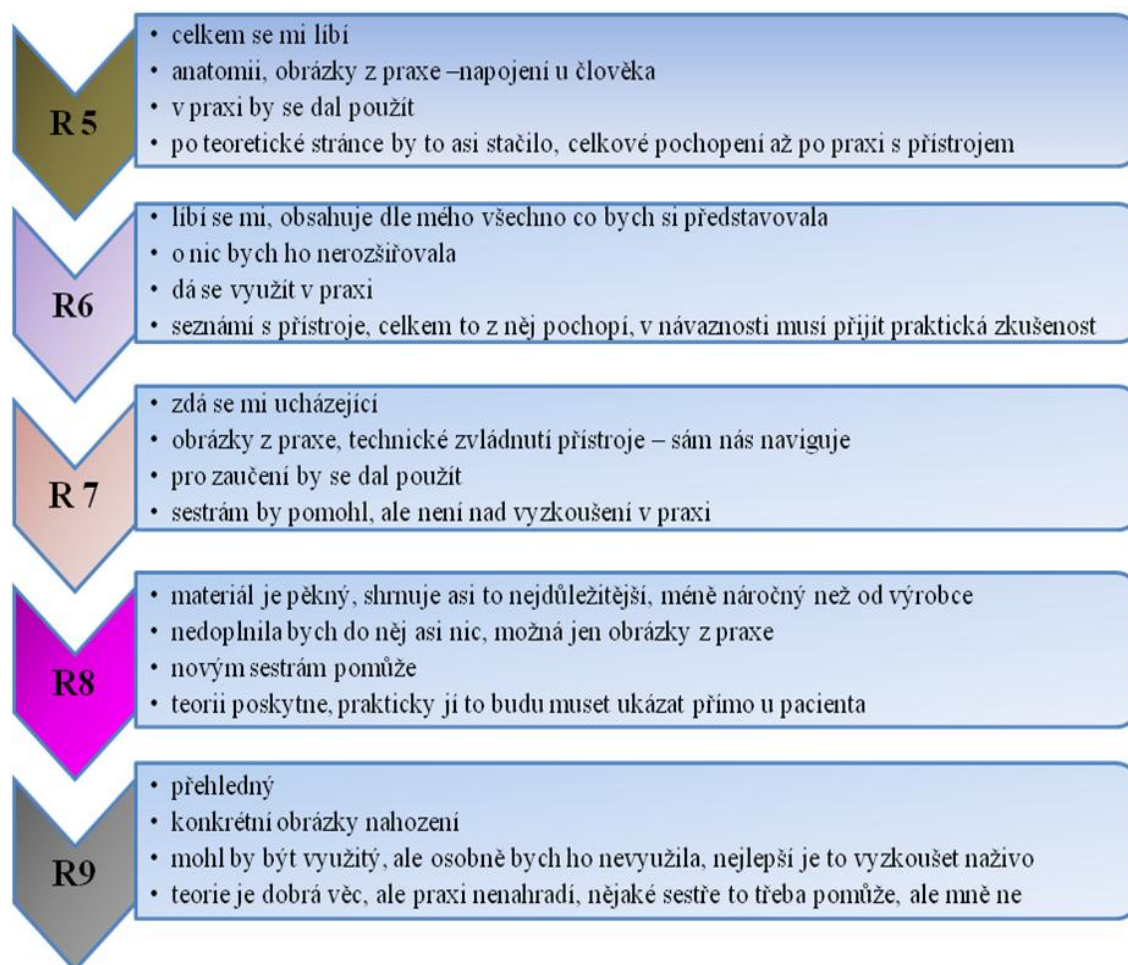 R 5
• celkem se mi líbí
• anatomii, obrázky z praxe –napojení u člověka
• v praxi by se dal použít
• po teoretické stránce by to asi stačilo, celkové pochopení až po praxi s přístrojem
R6
• líbí se mi, obsahuje dle mého všechno co bych si představovala
• o nic bych ho nerozšiřovala
• dá se využít v praxi
• seznámí s přístroje, celkem to z něj pochopí, v návaznosti musí přijít praktická zkušenost
R 7
• zdá se mi ucházející
• obrázky z praxe, technické zvládnutí přístroje – sám nás naviguje
• pro zaučení by se dal použít
• sestrám by pomohl, ale není nad vyzkoušení v praxi
R8
• materiál je pěkný, shrnuje asi to nejdůležitější, méně náročný než od výrobce
• nedoplnila bych do něj asi nic, možná jen obrázky z praxe
• novým sestrám pomůže
• teorii poskytne, prakticky jí to budu muset ukázat přímo u pacienta
R9
• přehledný
• konkrétní obrázky nahození
• mohl by být využitý, ale osobně bych ho nevyužila, nejlepší je to vyzkoušet naživo
• teorie je dobrá věc, ale praxi nenahradí, nějaké sestře to třeba pomůže, ale mně ne